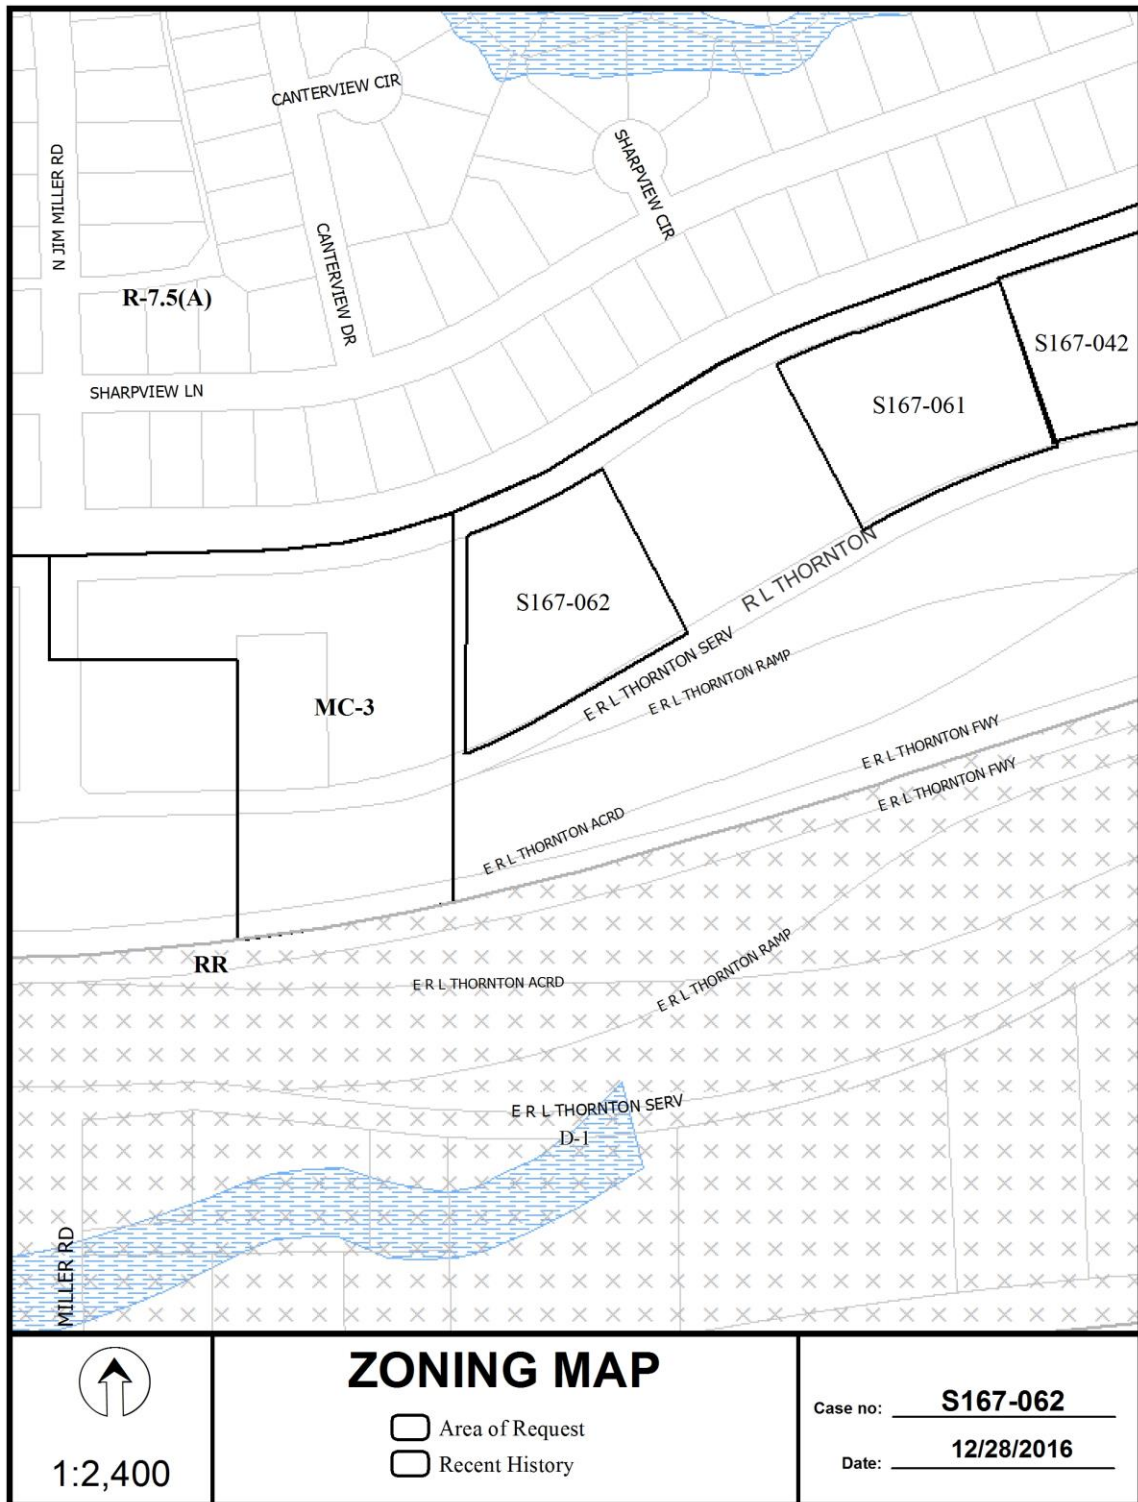 CANTERVIEW CIR
SHARPVIEW CIR
N JIM MILLER RD
CANTERVIEW DR
R-7.5(A)
SHARPVIEW LN
S167-042
S167-061
R L THORNTON
S167-062
E R L THORNTON SERV
E R L THORNTON RAMP
MC-3
E R L THORNTON FWY
E R L THORNTON FWY
E R L THORNTON ACRD
RR
E R L THORNTON ACRD
E R L THORNTON RAMP
E R L THORNTON SERV
D-1
MILLER RD
1:2,400
ZONING MAP
Area of Request
Recent History
Case no: S167-062
Date: 12/28/2016